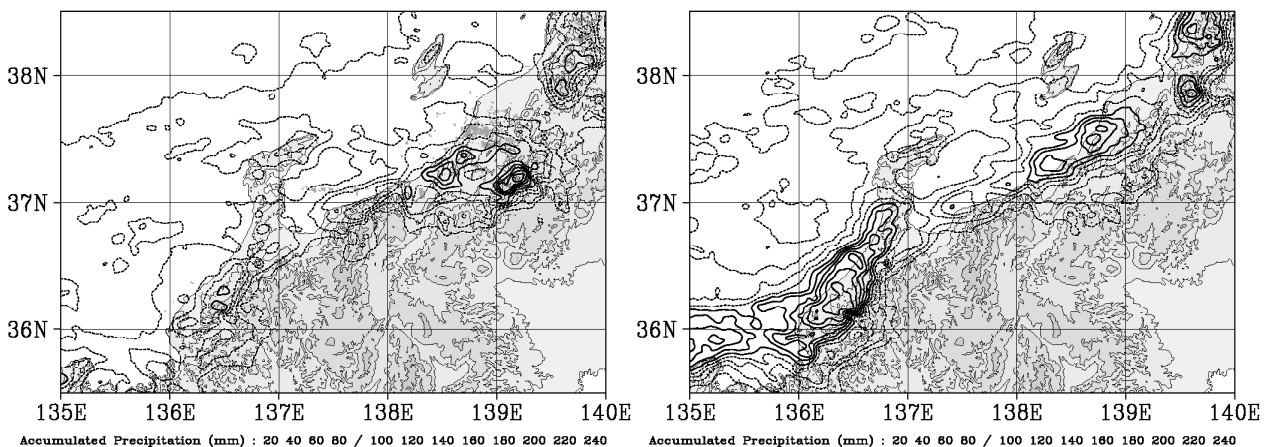 38N
37N
36N
135E 136E 137E 138E 139E 140E
Accumulated Precipitation (mm) : 20 40 60 80 / 100 120 140 160 180 200 220 240
38N
37N
36N
135E 136E 137E 138E 139E 140E
Accumulated Precipitation (mm) : 20 40 60 80 / 100 120 140 160 180 200 220 240